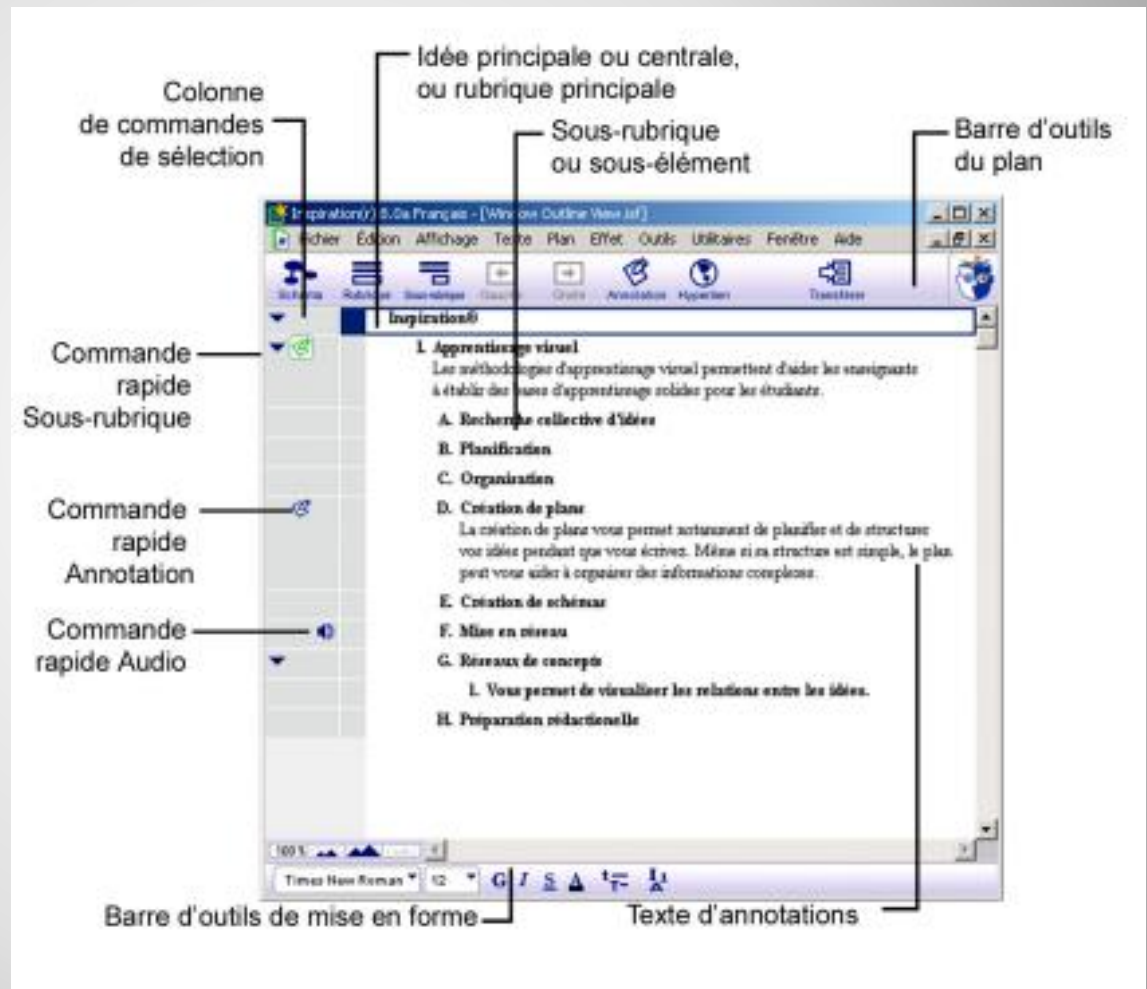 Idée principale ou centrale,
ou rubrique principale
Colonne
de commandes
de sélection
Sous-rubrique
ou sous-élément
Barre d'outils
du plan
Inspiration(r) Français - [Window Outline View.isf]
Fichier Édition Affichage Texte Plan Effet Outils Utilitaires Fenêtre Aide
Schéma Rubrique Sous-rubrique Gauche Droite Annotation Hyperlien Transférer
Inspiration®
Commande
rapide
Sous-rubrique
I. Apprentissage visuel
Les méthodologies d'apprentissage visuel permettent d'aider les enseignants
à établir des bases d'apprentissage solides pour les étudiants.
A. Recherche collective d'idées
B. Planification
C. Organisation
Commande
rapide
Annotation
D. Création de plans
La création de plans vous permet notamment de planifier et de structurer
vos idées pendant que vous écrivez. Même si sa structure est simple, le plan
peut vous aider à organiser des informations complexes.
E. Création de schémas
Commande
rapide Audio
F. Mise en réseau
G. Réseaux de concepts
1. Vous permet de visualiser les relations entre les idées.
H. Préparation rédactionelle
100%
Times New Roman 12 G I S A
Barre d'outils de mise en forme
Texte d'annotations